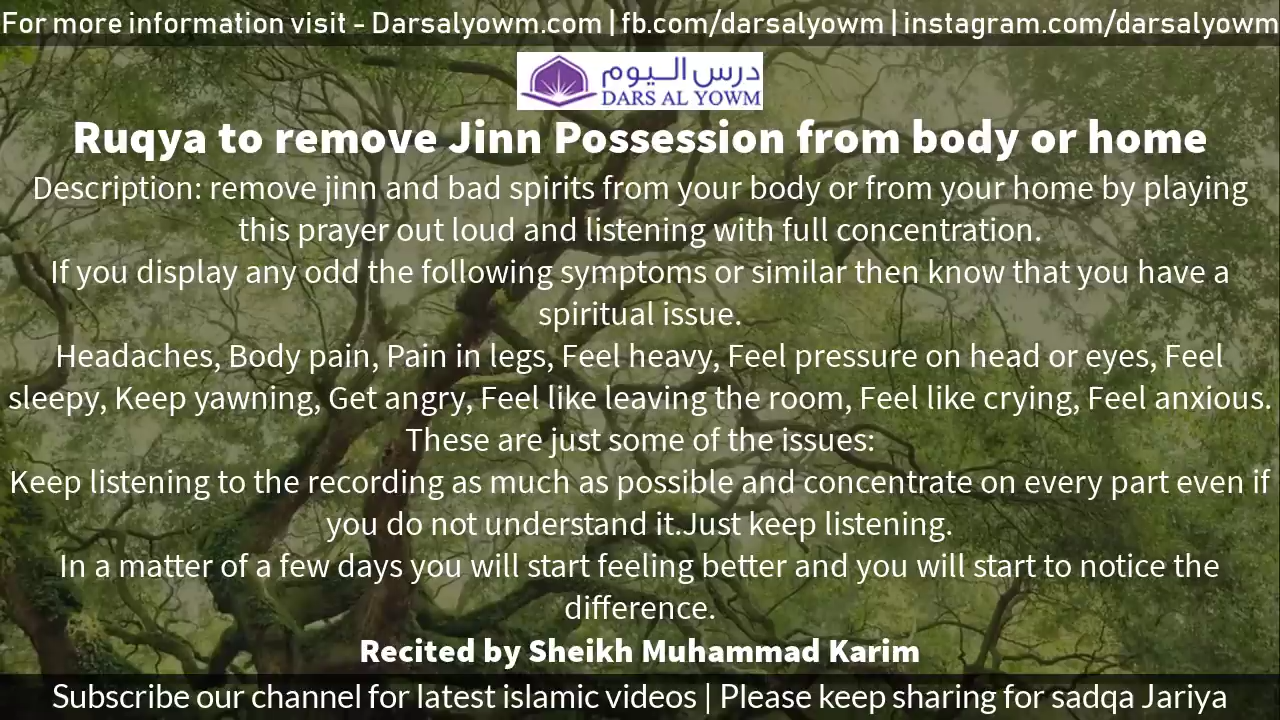 For more information visit - Darsalyowm.com | fb.com/darsalyowm | instagram.com/darsalyowm
درس اليوم
DARS AL YOWM
Ruqya to remove Jinn Possession from body or home
Description: remove jinn and bad spirits from your body or from your home by playing
this prayer out loud and listening with full concentration.
If you display any odd the following symptoms or similar then know that you have a
spiritual issue.
Headaches, Body pain, Pain in legs, Feel heavy, Feel pressure on head or eyes, Feel
sleepy, Keep yawning, Get angry, Feel like leaving the room, Feel like crying, Feel anxious.
These are just some of the issues:
Keep listening to the recording as much as possible and concentrate on every part even if
you do not understand it.Just keep listening.
In a matter of a few days you will start feeling better and you will start to notice the
difference.
Recited by Sheikh Muhammad Karim
Subscribe our channel for latest islamic videos | Please keep sharing for sadqa Jariya